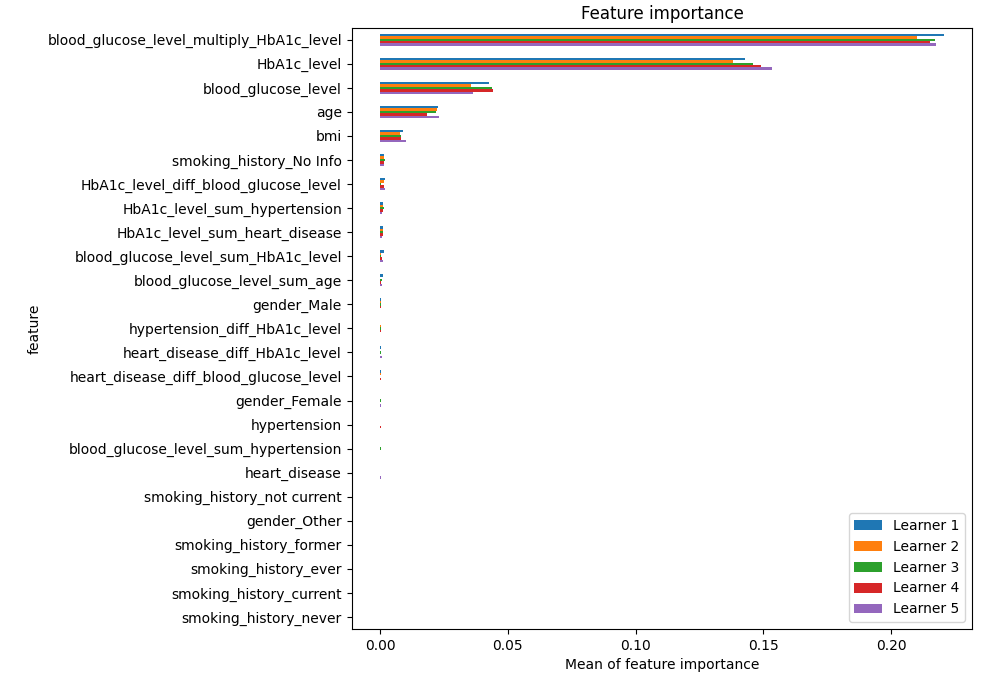 Feature importance
blood_glucose_level_multiply_HbA1c_level
HbA1c_level
blood_glucose_level
age
bmi
smoking_history_No Info
HbA1c_level_diff_blood_glucose_level
HbA1c_level_sum_hypertension
HbA1c_level_sum_heart_disease
blood_glucose_level_sum_HbA1c_level
blood_glucose_level_sum_age
gender_Male
hypertension_diff_HbA1c_level
heart_disease_diff_HbA1c_level
heart_disease_diff_blood_glucose_level
gender_Female
hypertension
blood_glucose_level_sum_hypertension
heart_disease
smoking_history_not current
gender_Other
smoking_history_former
smoking_history_ever
smoking_history_current
smoking_history_never
feature
Learner 1
Learner 2
Learner 3
Learner 4
Learner 5
0.00 0.05 0.10 0.15 0.20
Mean of feature importance